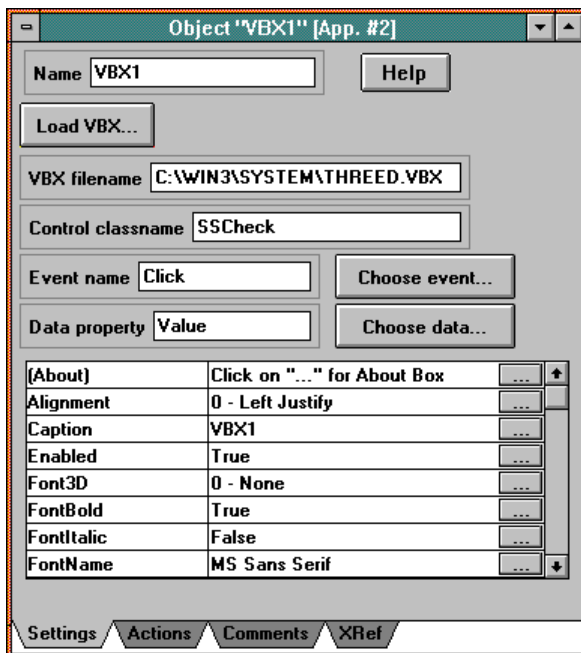 Object "VBX1" [App. #2]
Name VBX1 Help
Load VBX...
VBX filename C:\WIN3\SYSTEM\THREED.VBX
Control classname SSCheck
Event name Click Choose event...
Data property Value Choose data...
(About) Click on "..." for About Box ...
Alignment 0 - Left Justify ...
Caption VBX1 ...
Enabled True ...
Font3D 0 - None ...
FontBold True ...
FontItalic False ...
FontName MS Sans Serif ...
Settings Actions Comments XRef